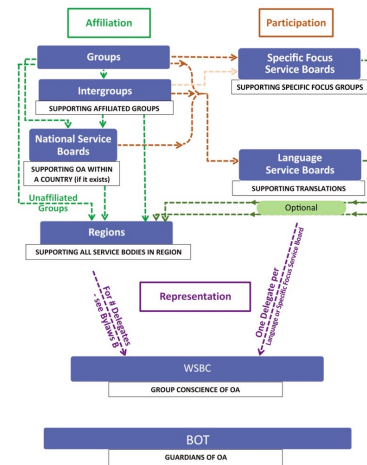 Affiliation
Participation
Groups
Intergroups
SUPPORTING AFFILIATED GROUPS
National Service
Boards
SUPPORTING OA WITHIN
A COUNTRY (if it exists)
Unaffiliated
Groups
Regions
SUPPORTING ALL SERVICE BODIES IN REGION
Specific Focus
Service Boards
SUPPORTING SPECIFIC FOCUS GROUPS
Language
Service Boards
SUPPORTING TRANSLATIONS
Optional
Representation
For # Delegates
- see Bylaws B
One Delegate per
Language or Specific Focus Service Board
WSBC
GROUP CONSCIENCE OF OA
BOT
GUARDIANS OF OA